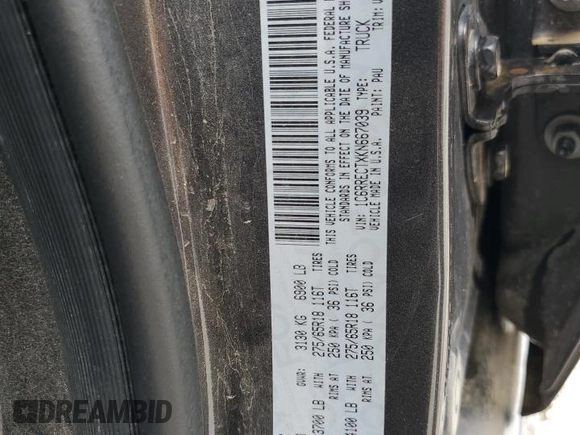 GVWR: 3130 KG 6900 LB
3700 LB WITH 275/65R18 116T TIRES
RIMS AT 250 KPA ( 36 PSI) COLD
4100 LB WITH 275/65R18 116T TIRES
RIMS AT 250 KPA ( 36 PSI) COLD
THIS VEHICLE CONFORMS TO ALL APPLICABLE U.S.A. FEDERAL
STANDARDS IN EFFECT ON THE DATE OF MANUFACTURE SH
VIN: 1C6RRECTXKN667039 TYPE: TRUCK
VEHICLE MADE IN U.S.A. PAINT: PAU TRIM:
DREAMBID